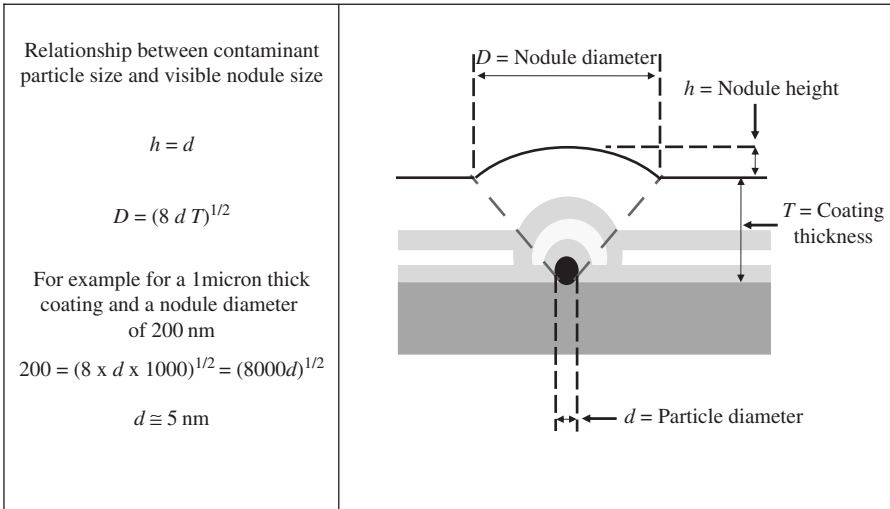 Relationship between contaminant
particle size and visible nodule size
h = d
D = (8 d T)^{1/2}
For example for a 1micron thick
coating and a nodule diameter
of 200 nm
200 = (8 x d x 1000)^{1/2} = (8000d)^{1/2}
d ≅ 5 nm
D = Nodule diameter
h = Nodule height
T = Coating
thickness
d = Particle diameter